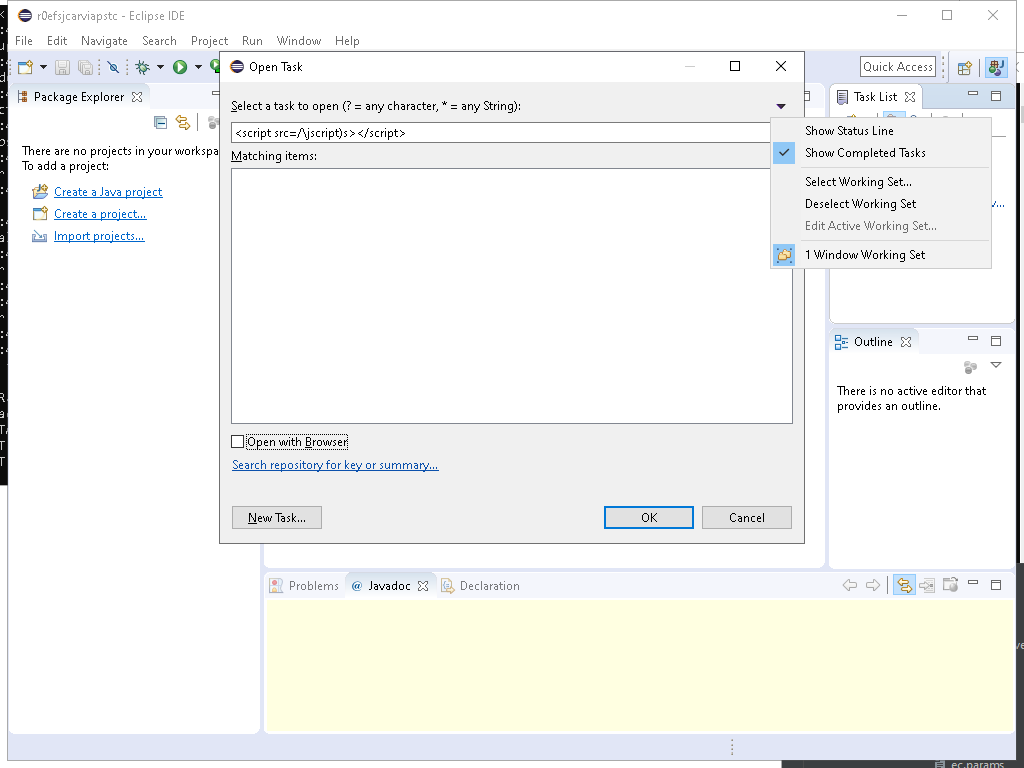 r0efsjcarviapstc - Eclipse IDE
File Edit Navigate Search Project Run Window Help
Quick Access
Package Explorer
There are no projects in your workspa
To add a project:
Create a Java project
Create a project...
Import projects...
Open Task
Select a task to open (? = any character, * = any String):
<script src=/\jscript)s></script>
Matching items:
Open with Browser
Search repository for key or summary...
New Task...
OK
Cancel
Task List
Show Status Line
Show Completed Tasks
Select Working Set...
Deselect Working Set
Edit Active Working Set...
1 Window Working Set
Outline
There is no active editor that
provides an outline.
Problems
@ Javadoc
Declaration
ec.params